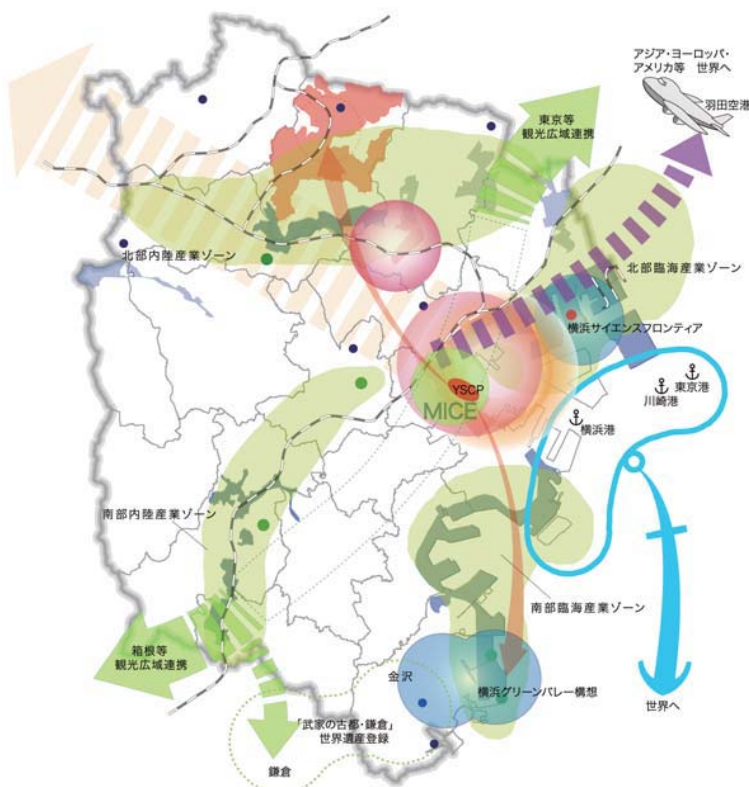 アジア・ヨーロッパ・
アメリカ等 世界へ
羽田空港
東京等
観光広域連携
北部内陸産業ゾーン
北部臨海産業ゾーン
横浜サイエンスフロンティア
YSCP
MICE
東京港
川崎港
横浜港
南部内陸産業ゾーン
南部臨海産業ゾーン
箱根等
観光広域連携
金沢
横浜グリーンバレー構想
世界へ
「武家の古都・鎌倉」
世界遺産登録
鎌倉